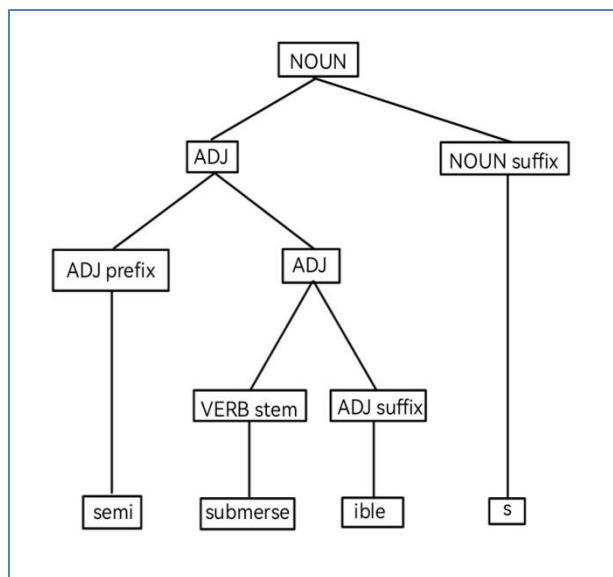 NOUN
ADJ
NOUN suffix
ADJ prefix
ADJ
VERB stem
ADJ suffix
semi
submerse
ible
s